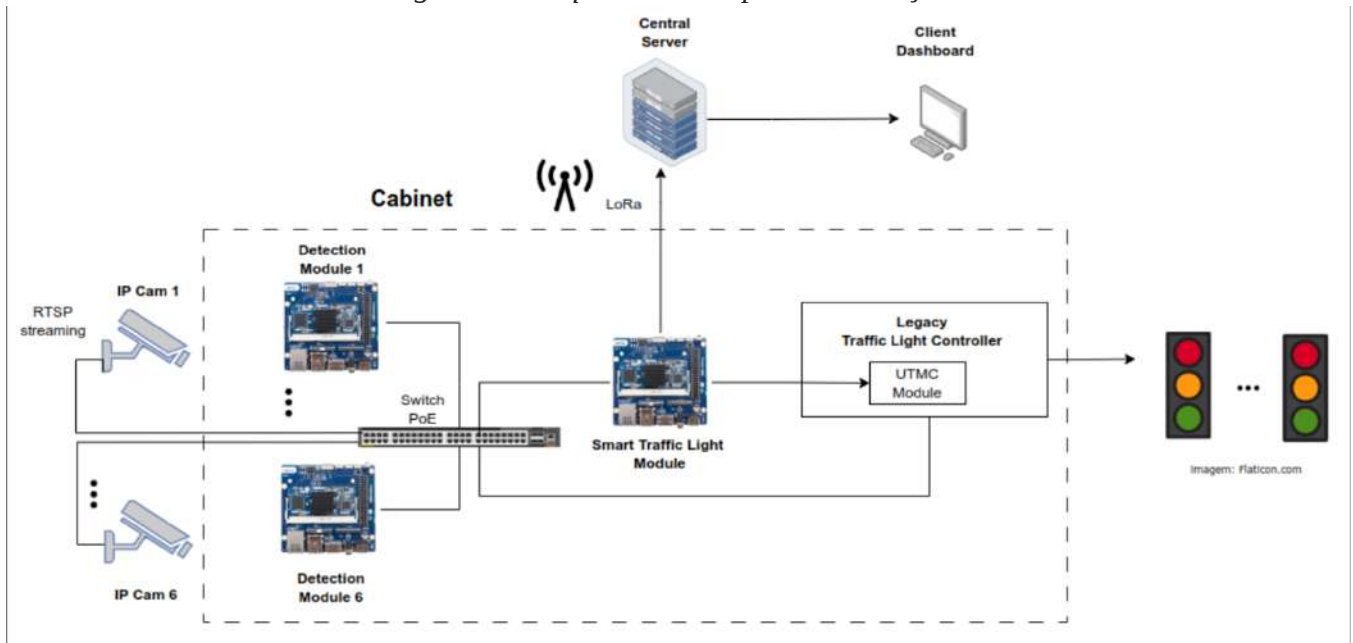 Central
Server
Client
Dashboard
Cabinet
LoRa
Detection
Module 1
IP Cam 1
RTSP
streaming
Legacy
Traffic Light Controller
UTMC
Module
Switch
PoE
Smart Traffic Light
Module
Imagem: Flaticon.com
IP Cam 6
Detection
Module 6